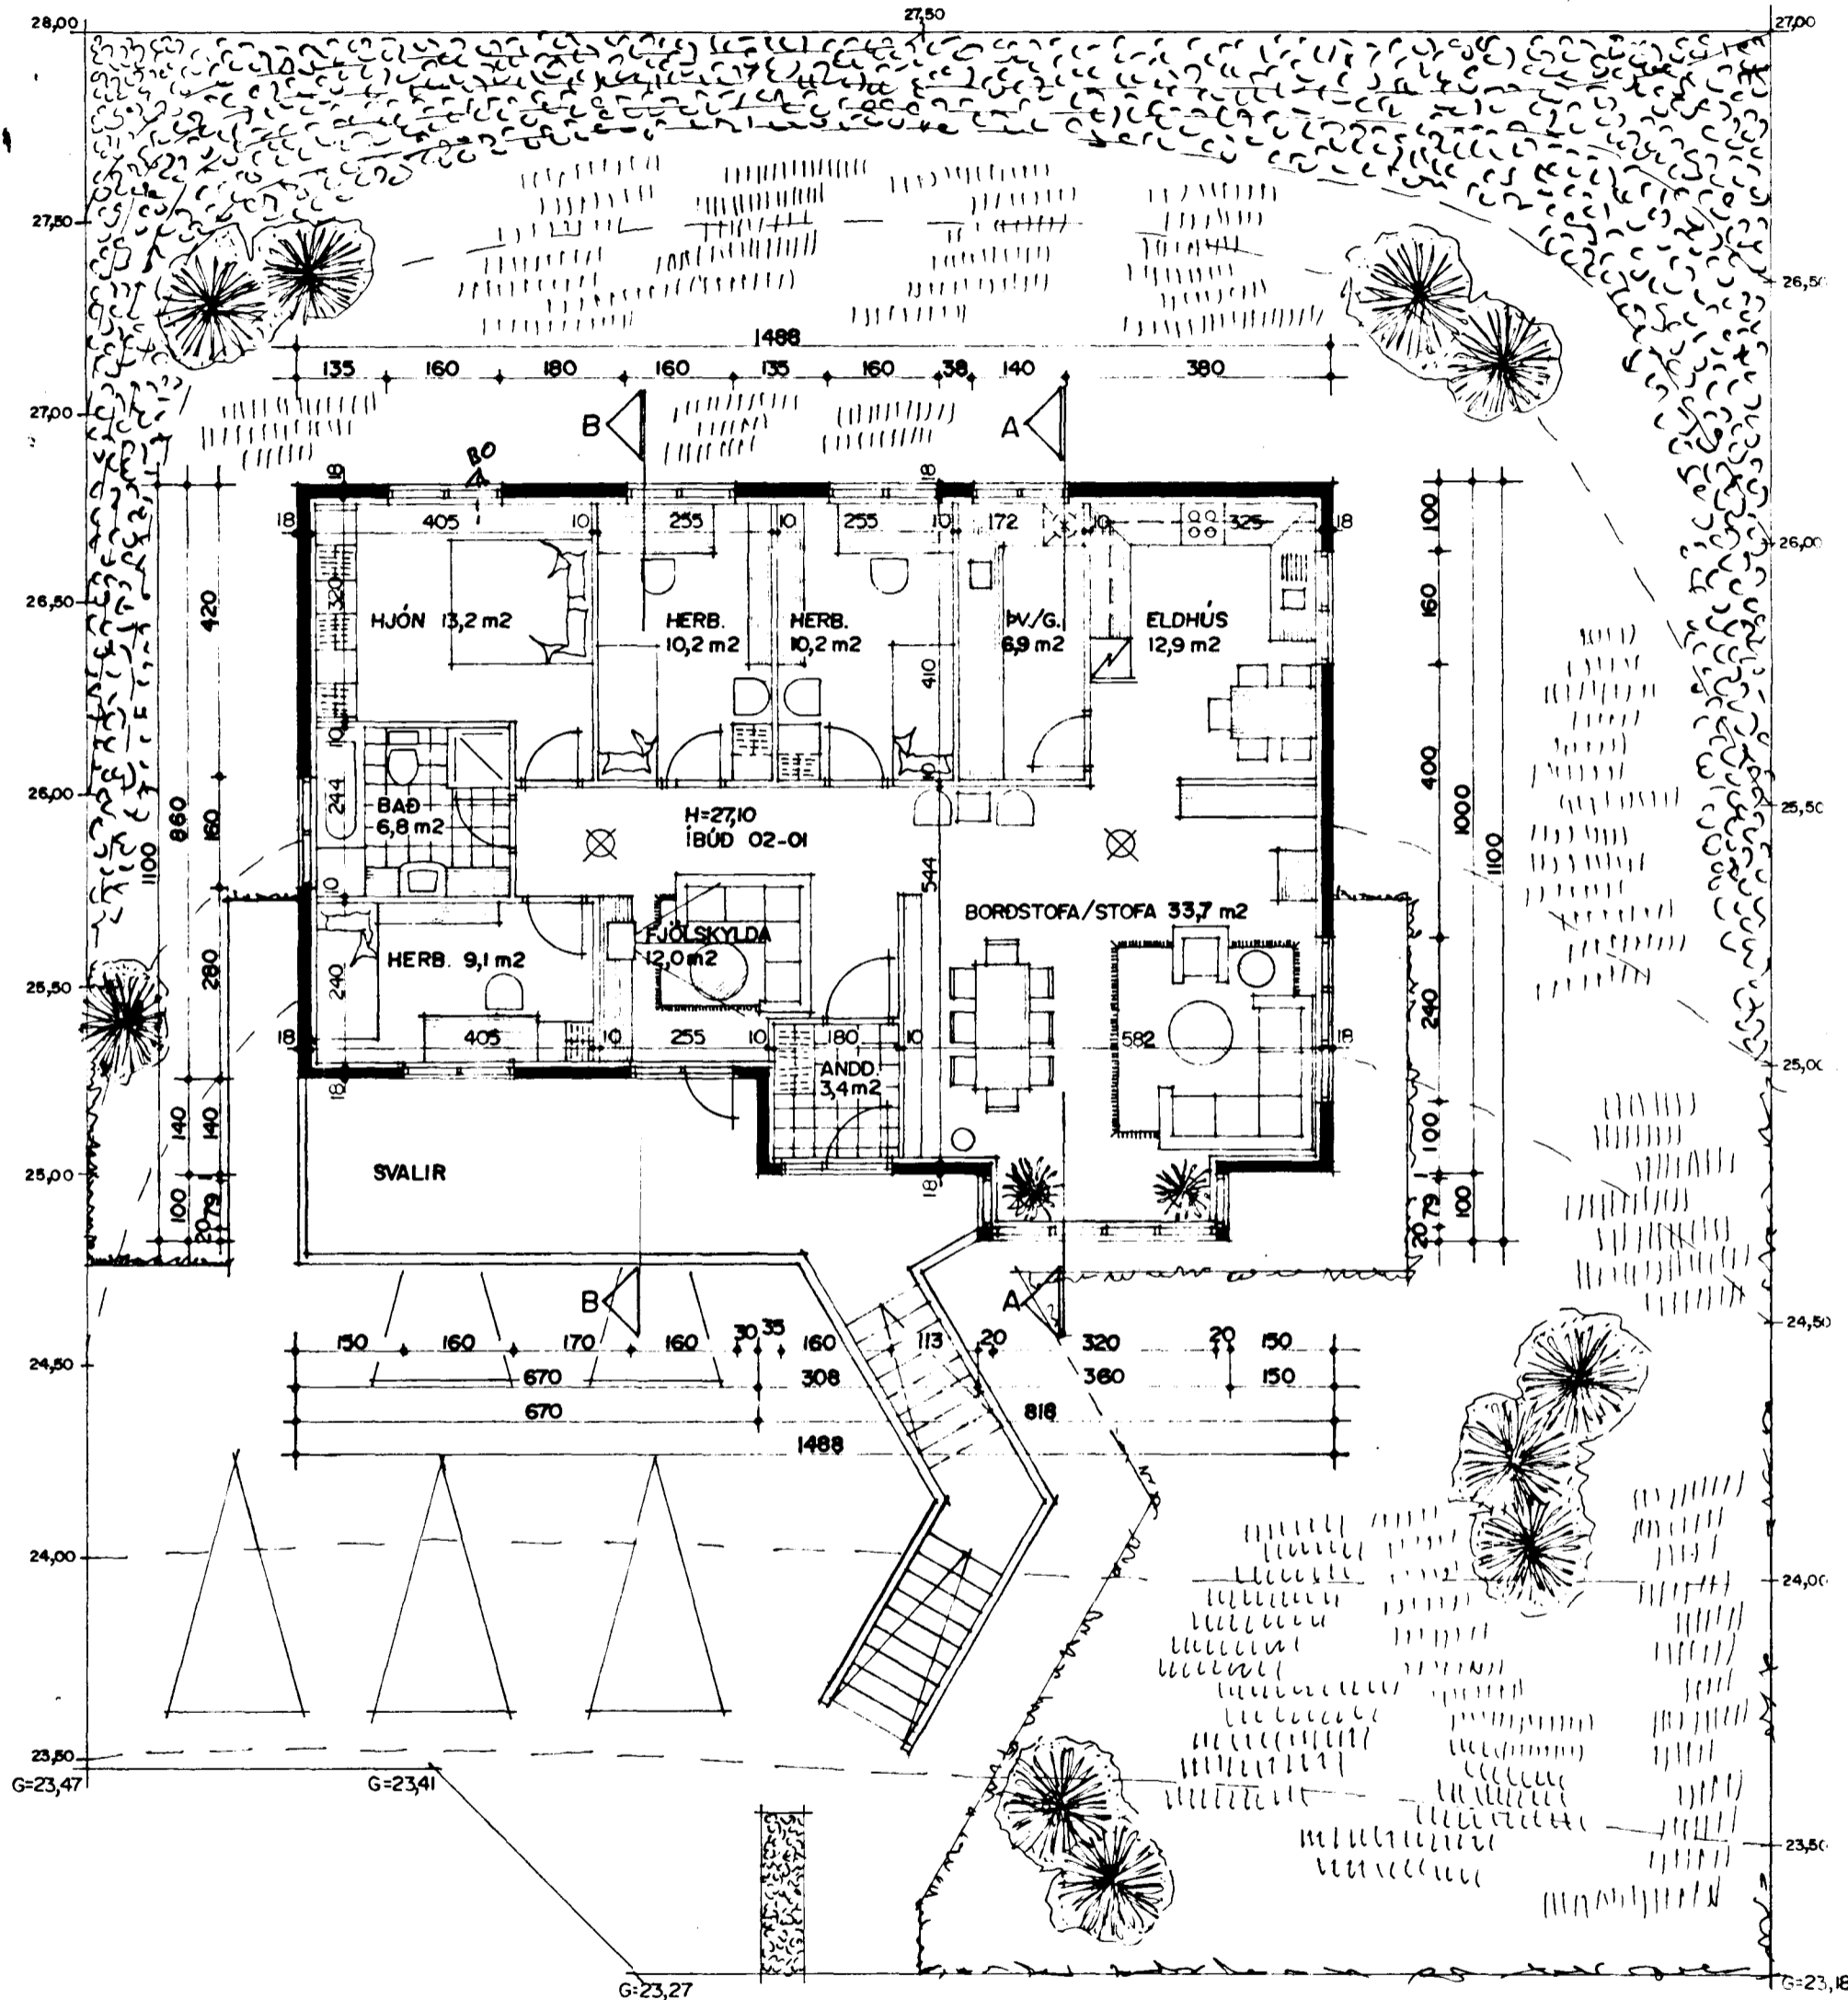 28,00
27,50
27,00
27,50
26,50
1488
135 160 180 160 135 160 38 140 380
27,00
B
A
BO
18
18
18 405 10 255 10 255 10 172 10 325 18
100
26,00
26,50
420
320
HJÓN 13,2 m2
HERB.
10,2 m2
HERB.
10,2 m2
ÞV./G.
6,9 m2
ELDHÚS
12,9 m2
160
410
10
10
400
26,00
860
160
1100
244
BAÐ
6,8 m2
H=27,10
ÍBÚÐ 02-01
25,50
1000
1100
10
544
BORÐSTOFA/STOFA 33,7 m2
FJÖLSKYLDA
12,0 m2
HERB. 9,1 m2
280
240
25,50
240
18 405 10 255 10 180 10 582 18
ANDD.
3,4 m2
25,00
18
140
140
100
25,00
SVALIR
18
100
79
20
79
20
100
B
A
24,50
150 160 170 160 30 35 160 113 20 320 20 150
24,50
670 308 360 150
670 818
1488
24,00
24,00
23,50
G=23,47
G=23,41
23,50
G=23,27
G=23,18